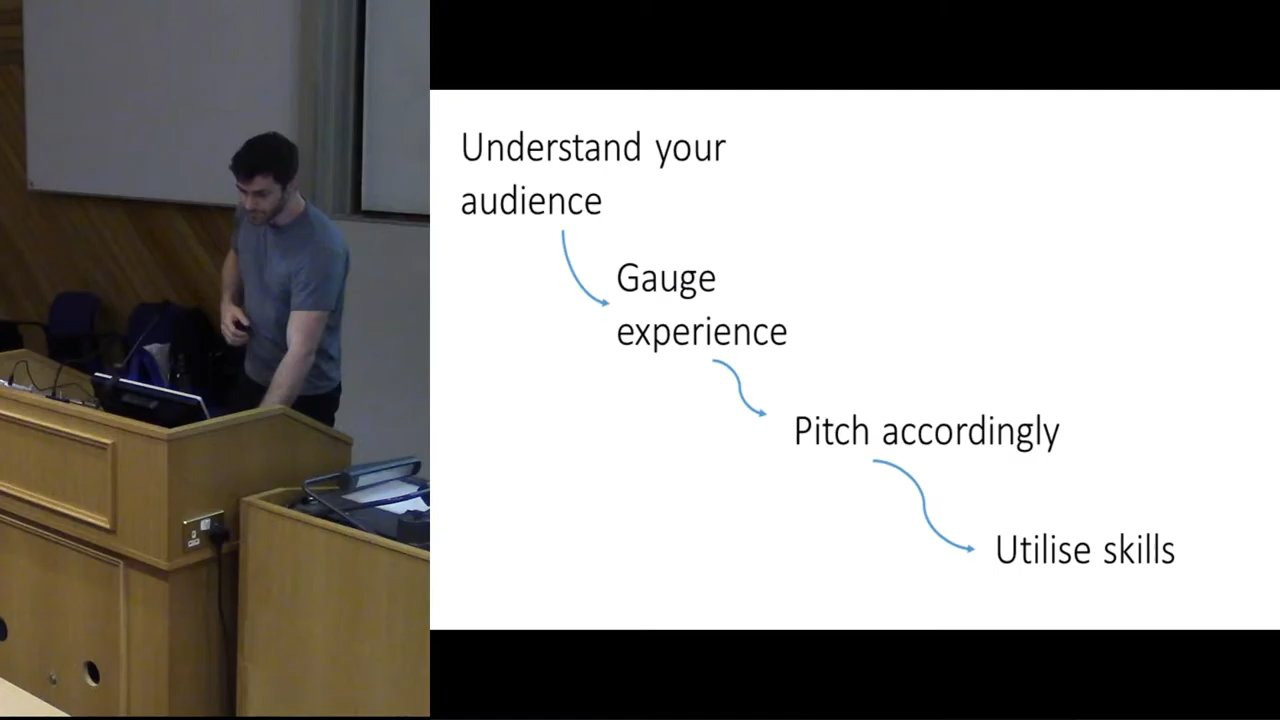 Understand your
audience
Gauge
experience
Pitch accordingly
Utilise skills